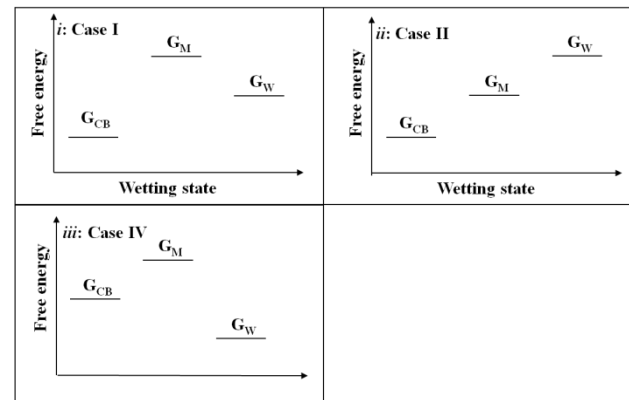 i: Case I
G_M
G_W
G_CB
Free energy
Wetting state
ii: Case II
G_W
G_M
G_CB
Free energy
Wetting state
iii: Case IV
G_M
G_CB
G_W
Free energy